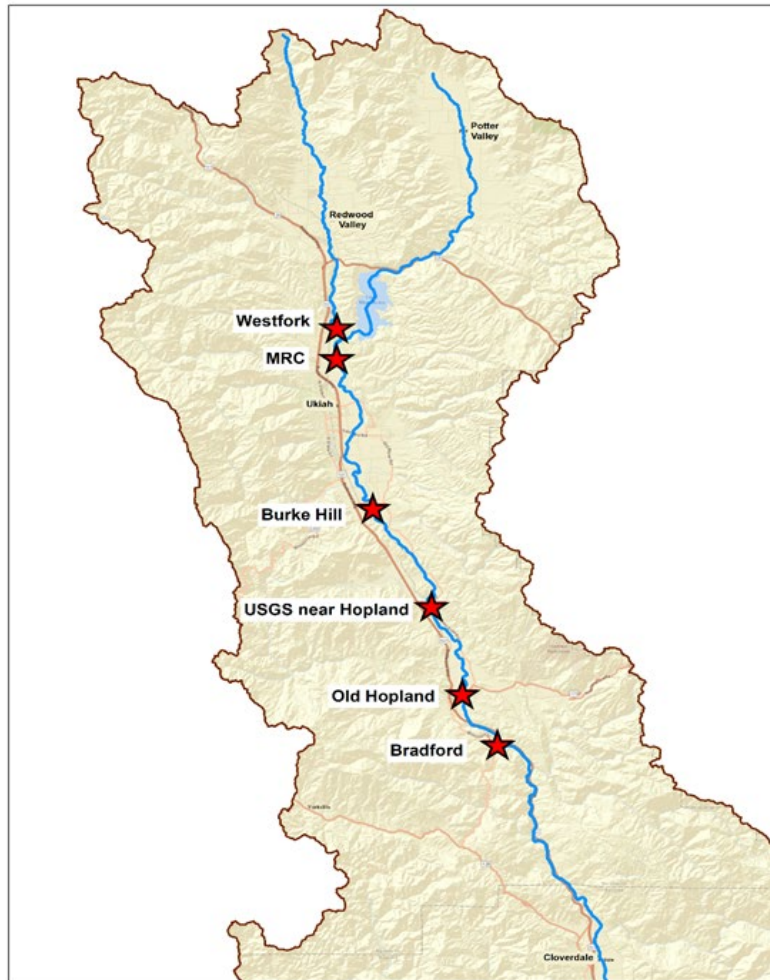 Potter
Valley
Redwood
Valley
Westfork
MRC
Ukiah
Burke Hill
USGS near Hopland
Old Hopland
Bradford
Cloverdale